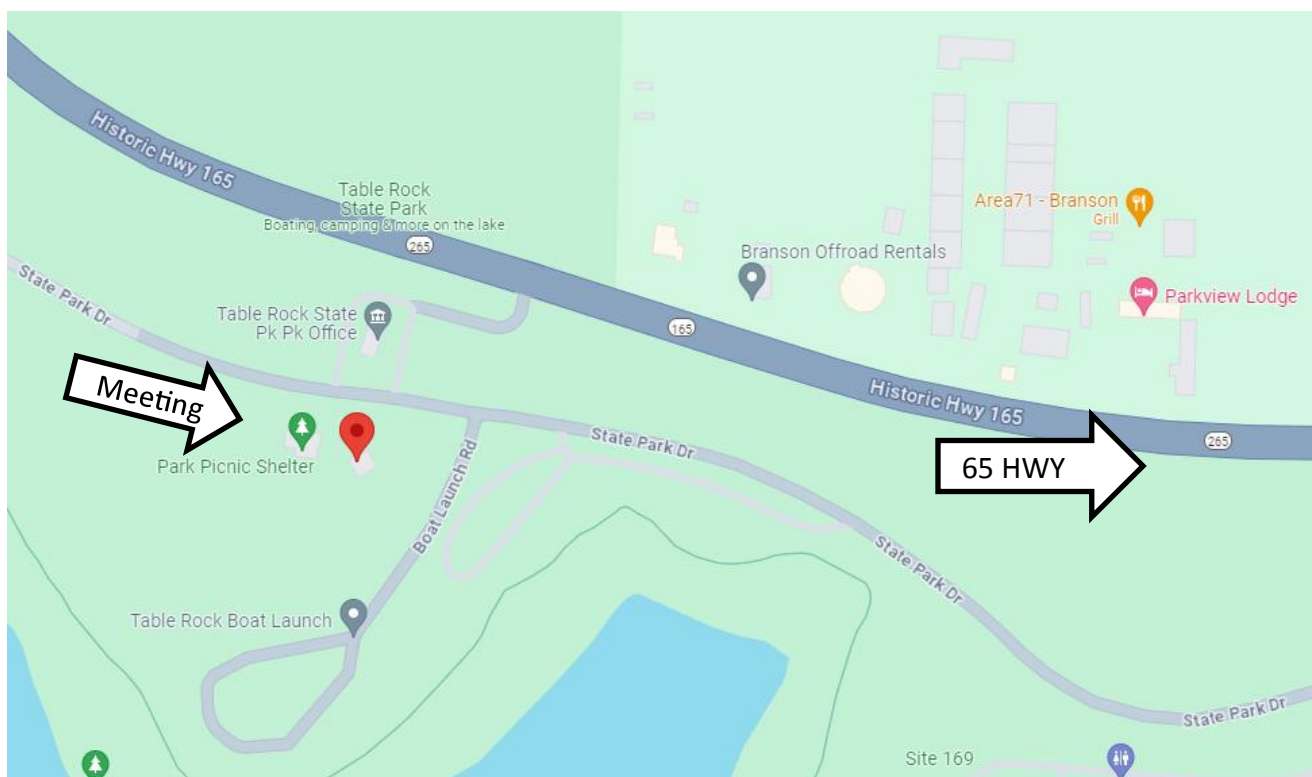 Historic Hwy 165
Table Rock
State Park
Boating, camping & more on the lake
265
Area71 - Branson
Grill
Branson Offroad Rentals
Parkview Lodge
State Park Dr
Table Rock State
Pk Pk Office
165
Historic Hwy 165
Meeting
265
State Park Dr
Park Picnic Shelter
65 HWY
Boat Launch Rd
State Park Dr
Table Rock Boat Launch
State Park Dr
Site 169